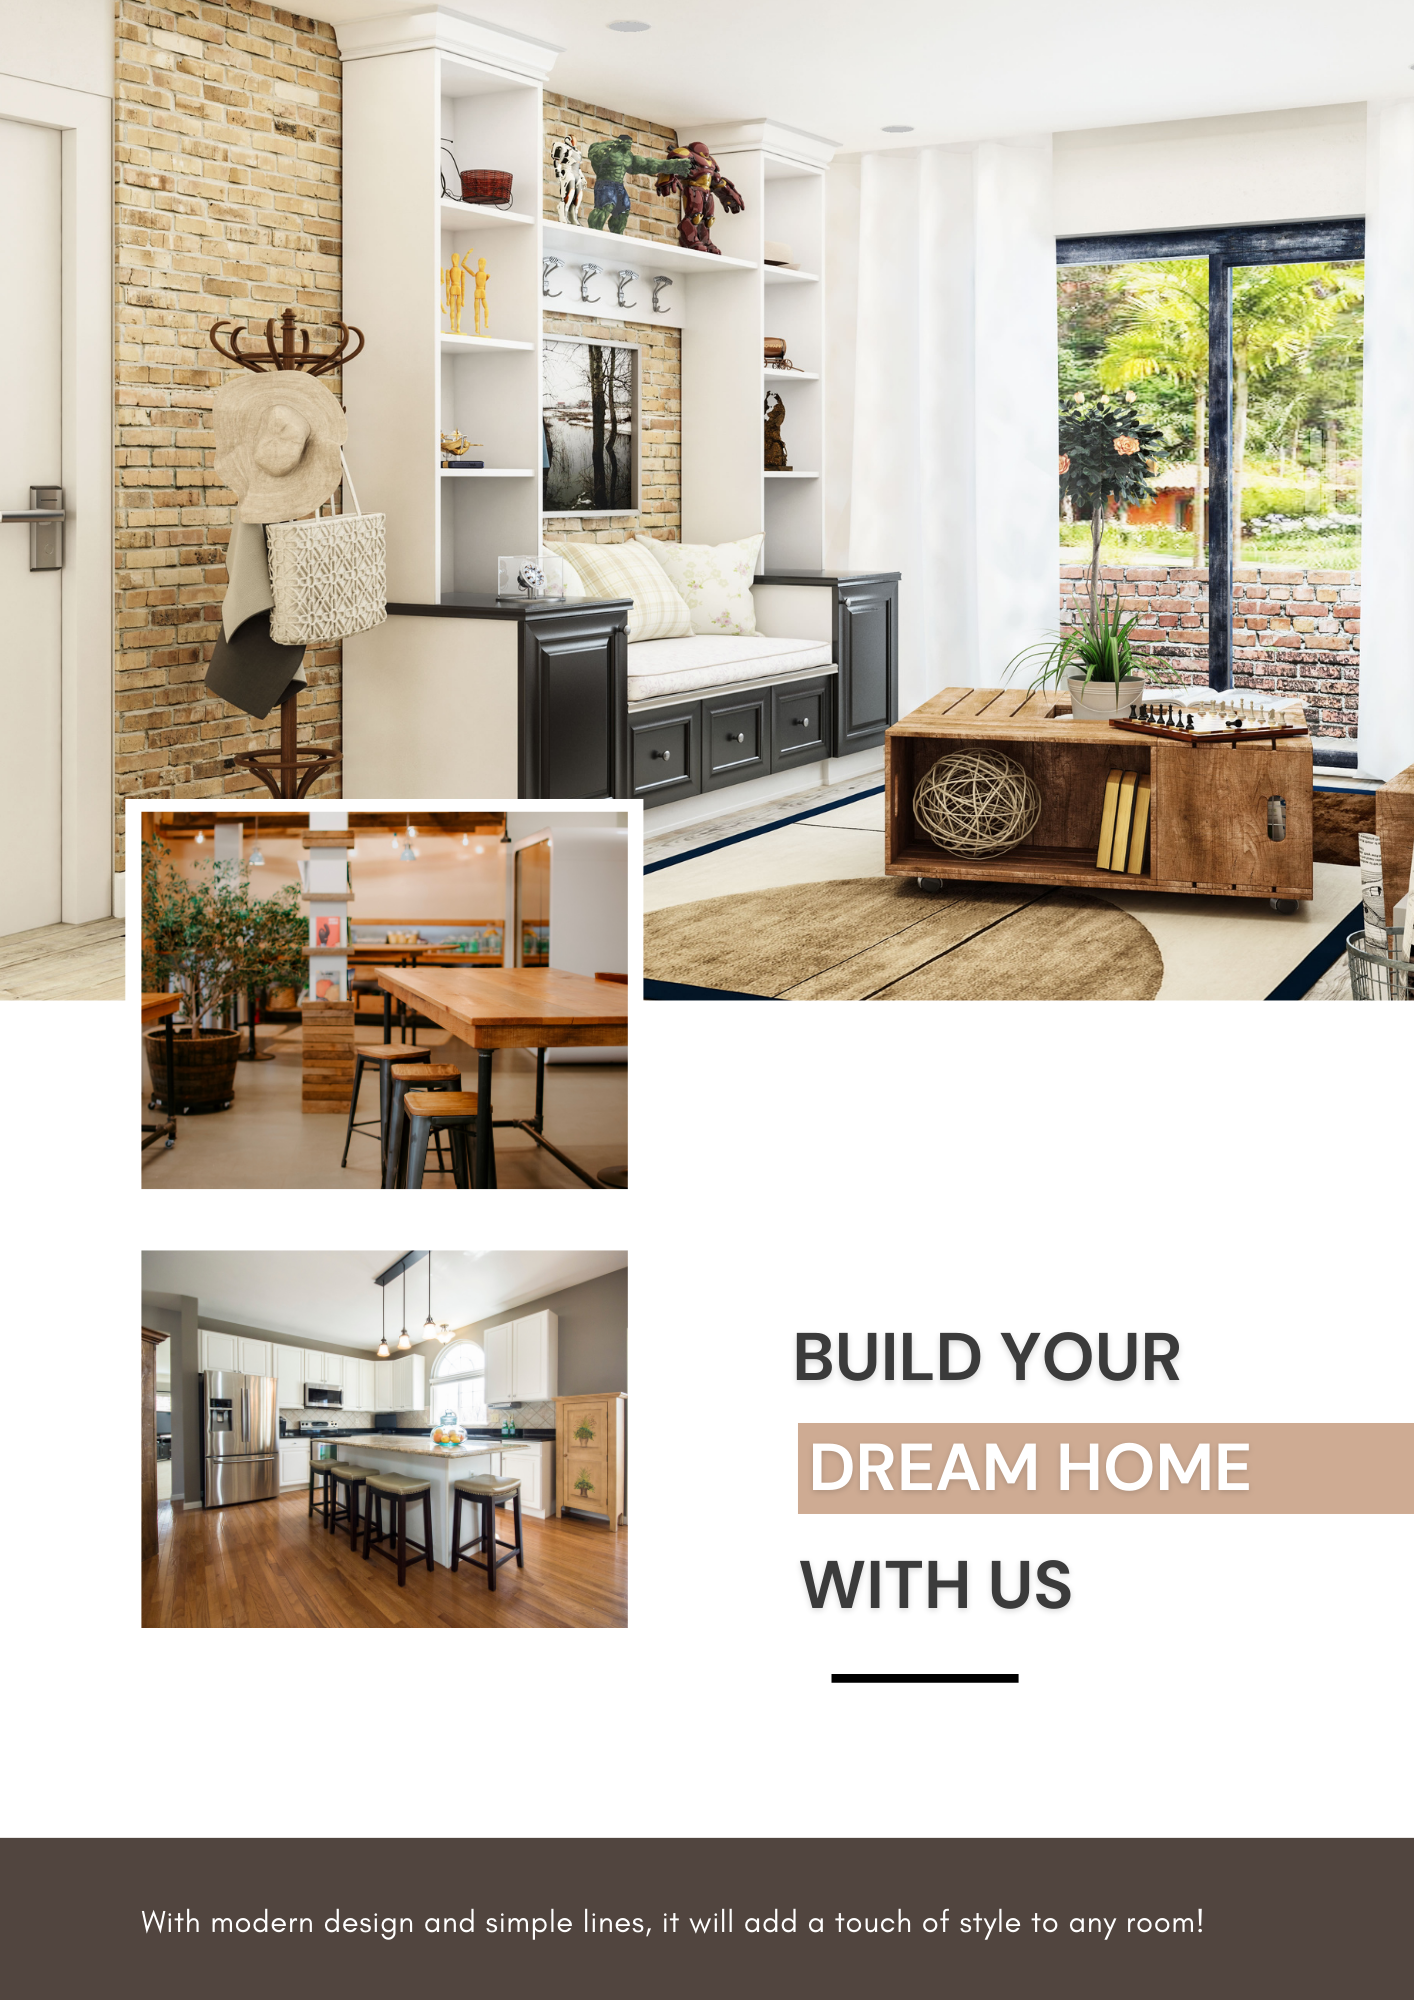 BUILD YOUR
DREAM HOME
WITH US
With modern design and simple lines, it will add a touch of style to any room!